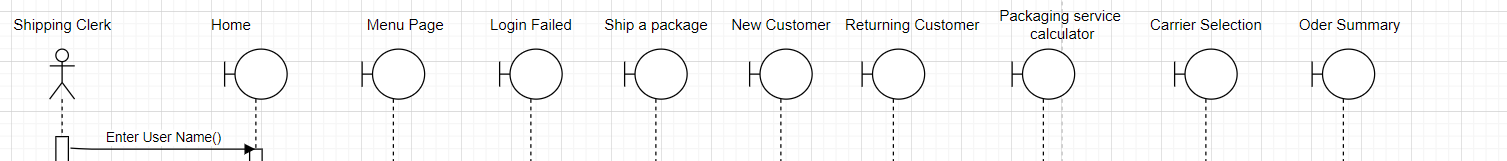 Shipping Clerk
Home
Menu Page
Login Failed
Ship a package
New Customer
Returning Customer
Packaging service
calculator
Carrier Selection
Oder Summary
Enter User Name()